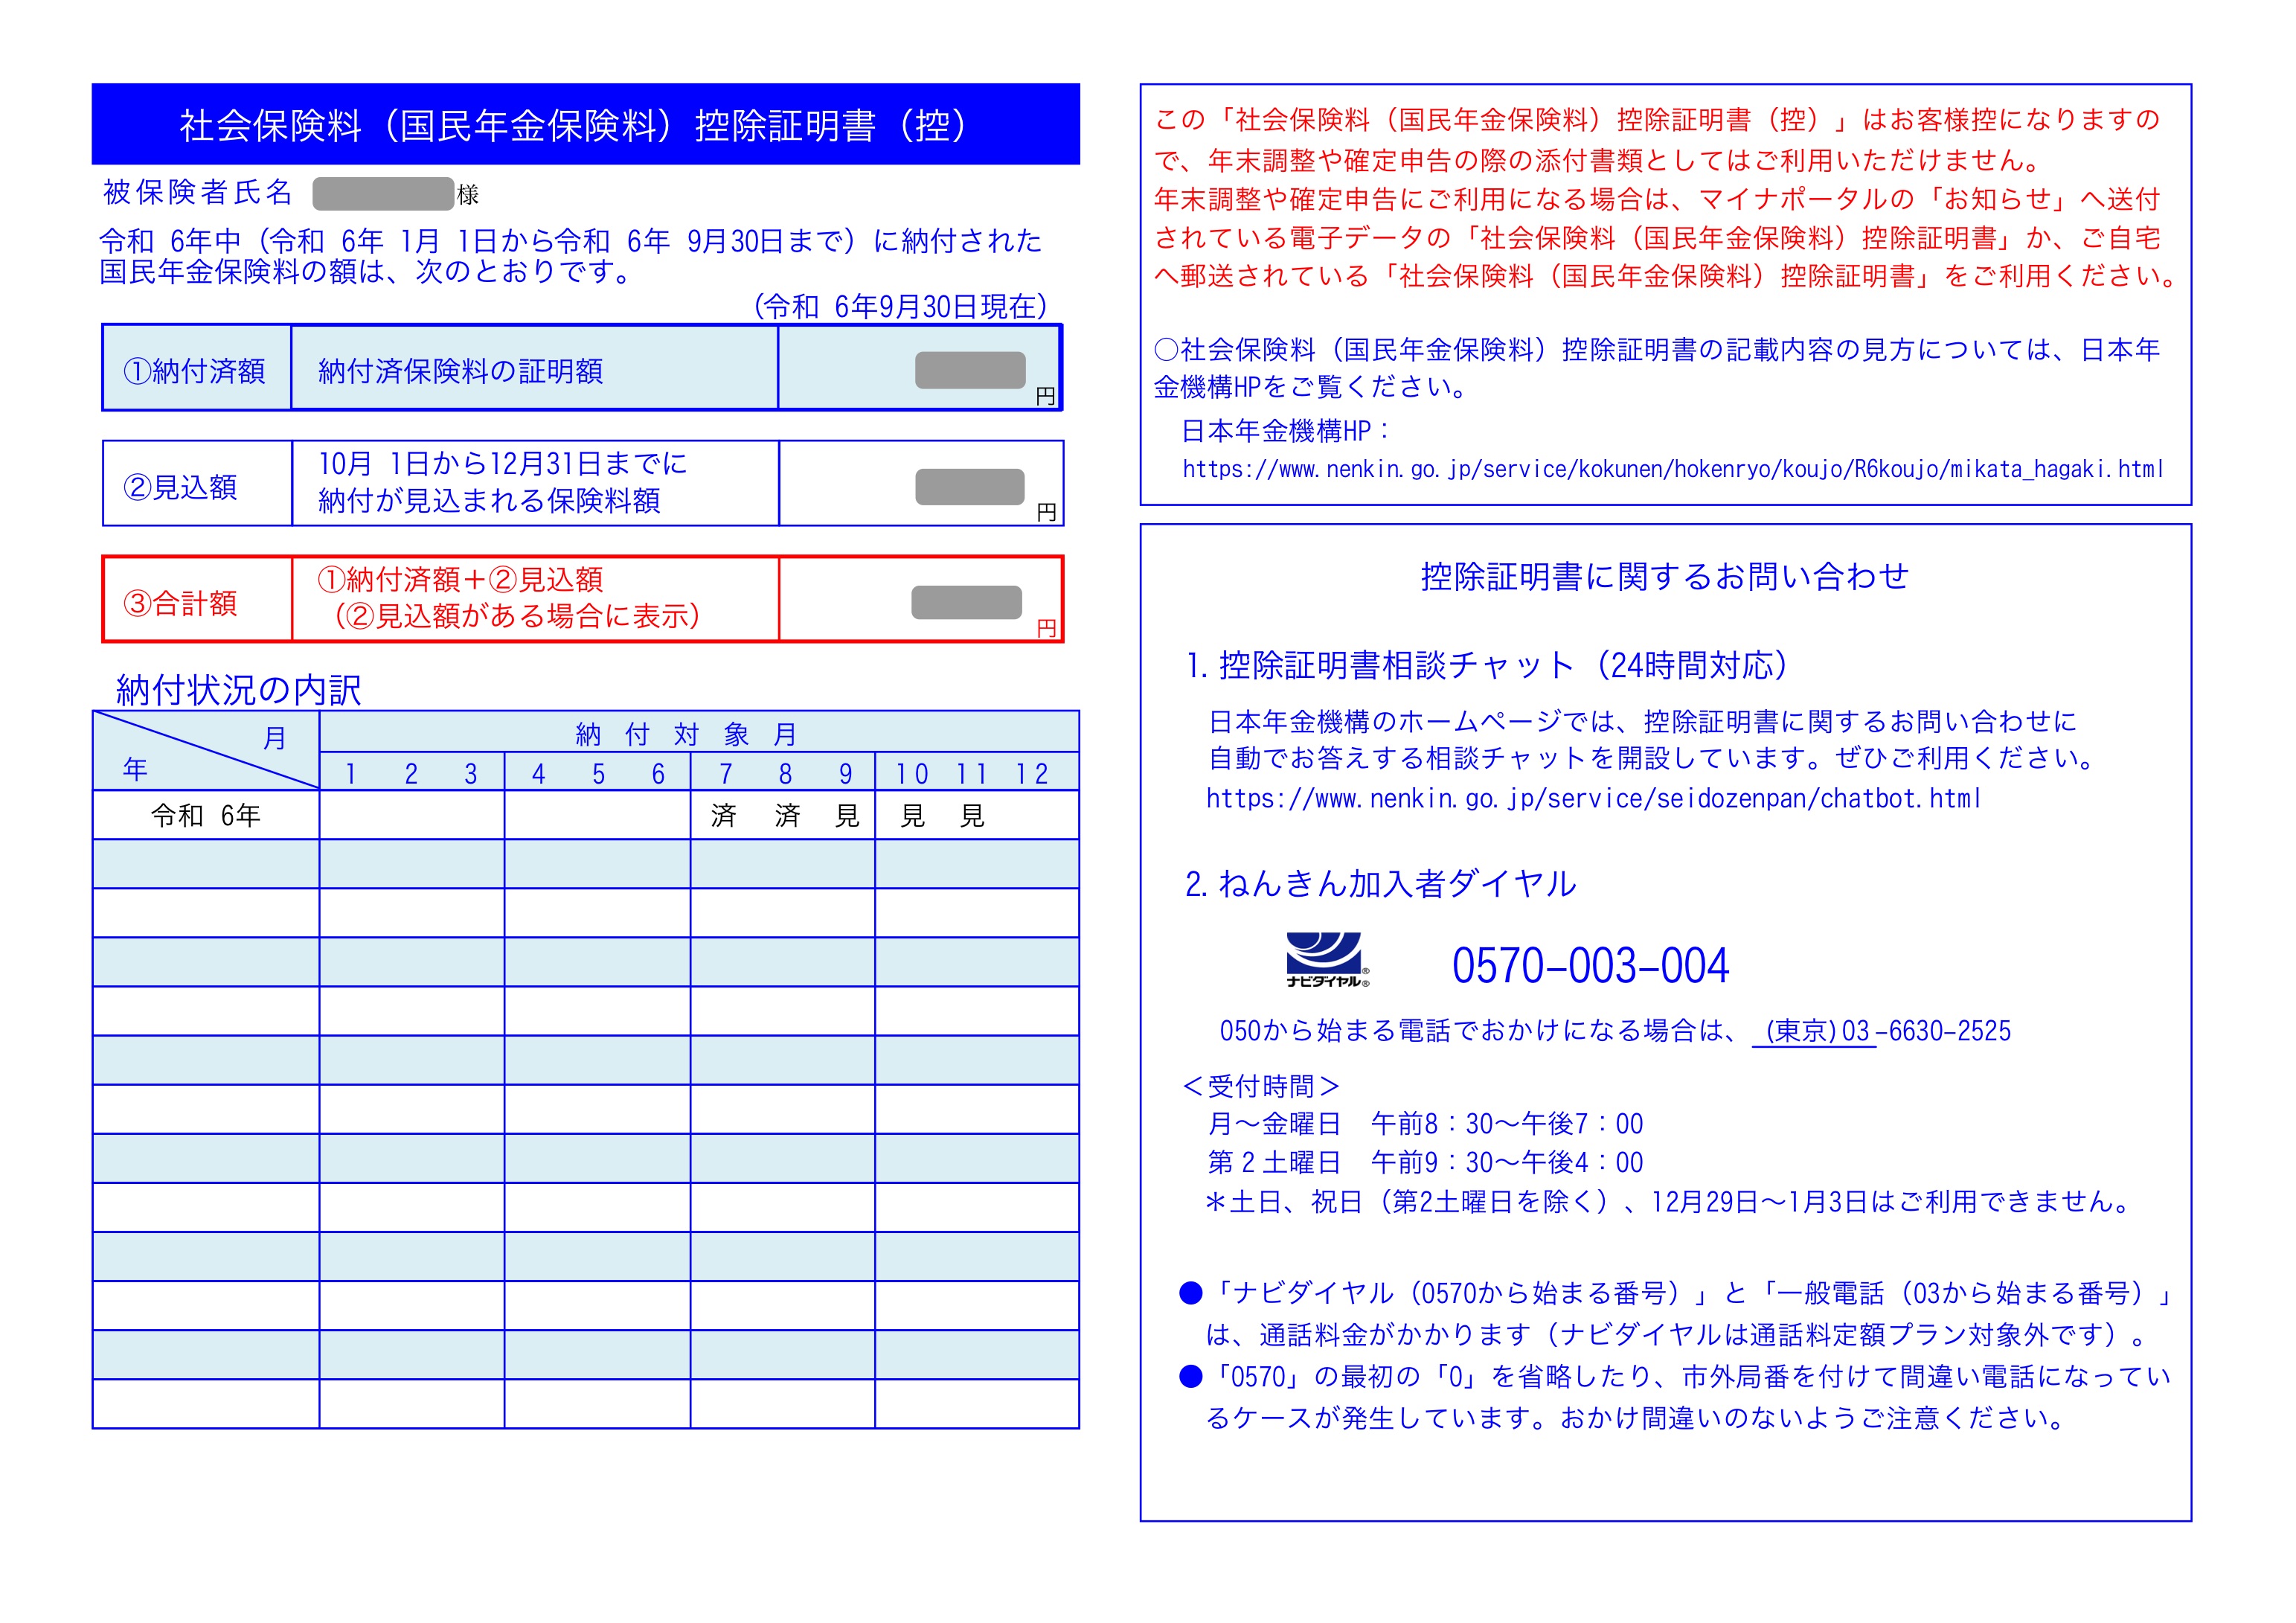 社会保険料（国民年金保険料）控除証明書（控）
被保険者氏名 様
令和 6年中（令和 6年 1月 1日から令和 6年 9月30日まで）に納付された
国民年金保険料の額は、次のとおりです。
（令和 6年9月30日現在）
①納付済額 納付済保険料の証明額 円
②見込額 10月 1日から12月31日までに
納付が見込まれる保険料額 円
③合計額 ①納付済額＋②見込額
（②見込額がある場合に表示） 円
納付状況の内訳
月 納付対象月
年 1 2 3 4 5 6 7 8 9 10 11 12
令和 6年 済 済 見 見 見
この「社会保険料（国民年金保険料）控除証明書（控）」はお客様控になりますの
で、年末調整や確定申告の際の添付書類としてはご利用いただけません。
年末調整や確定申告にご利用になる場合は、マイナポータルの「お知らせ」へ送付
されている電子データの「社会保険料（国民年金保険料）控除証明書」か、ご自宅
へ郵送されている「社会保険料（国民年金保険料）控除証明書」をご利用ください。
○社会保険料（国民年金保険料）控除証明書の記載内容の見方については、日本年
金機構HPをご覧ください。
日本年金機構HP：
https://www.nenkin.go.jp/service/kokunen/hokenryo/koujo/R6koujo/mikata_hagaki.html
控除証明書に関するお問い合わせ
1. 控除証明書相談チャット（24時間対応）
日本年金機構のホームページでは、控除証明書に関するお問い合わせに
自動でお答えする相談チャットを開設しています。ぜひご利用ください。
https://www.nenkin.go.jp/service/seidozenpan/chatbot.html
2. ねんきん加入者ダイヤル
ナビダイヤル® 0570-003-004
050から始まる電話でおかけになる場合は、 (東京)03-6630-2525
＜受付時間＞
月～金曜日 午前8：30～午後7：00
第２土曜日 午前9：30～午後4：00
＊土日、祝日（第2土曜日を除く）、12月29日～1月3日はご利用できません。
●「ナビダイヤル（0570から始まる番号）」と「一般電話（03から始まる番号）」
は、通話料金がかかります（ナビダイヤルは通話料定額プラン対象外です）。
●「0570」の最初の「0」を省略したり、市外局番を付けて間違い電話になってい
るケースが発生しています。おかけ間違いのないようご注意ください。